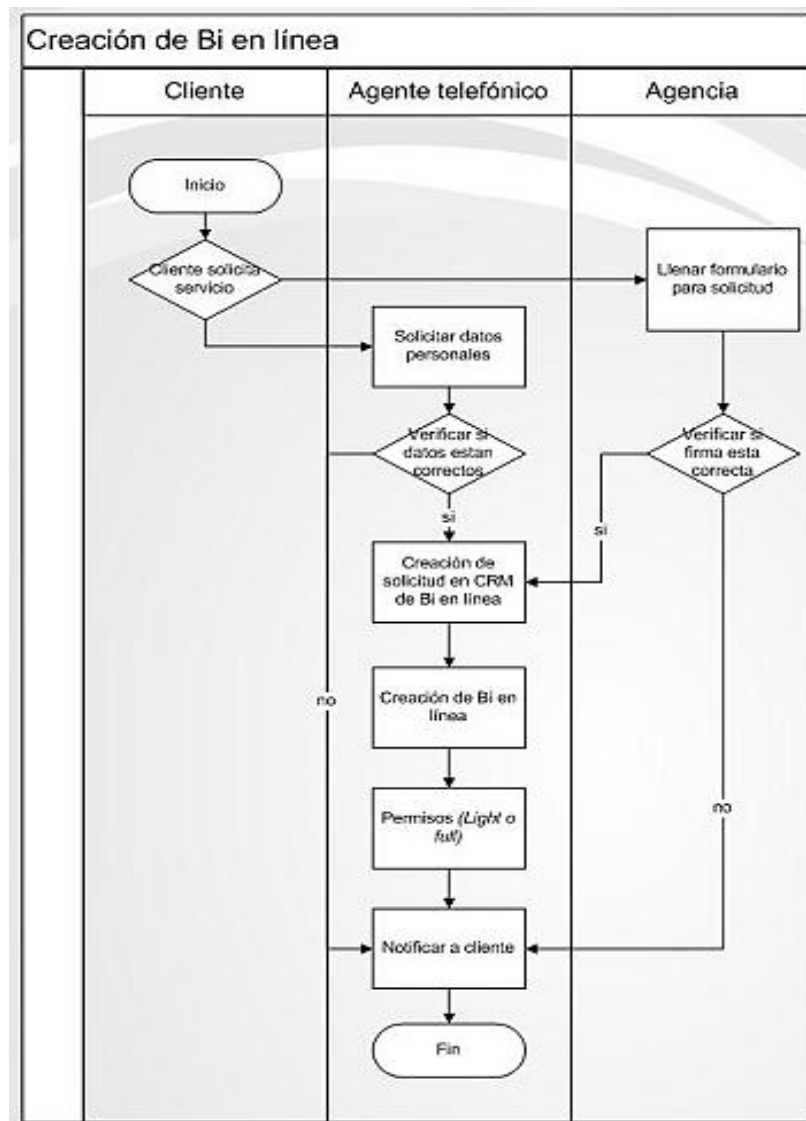 Creación de Bi en línea
Cliente
Agente telefónico
Agencia
Inicio
Cliente solicita
servicio
Llenar formulario
para solicitud
Solicitar datos
personales
Verificar si
datos estan
correctos
Verificar si
firma esta
correcta
si
si
Creación de
solicitud en CRM
de Bi en línea
Creación de Bi en
línea
no
no
Permisos (Light o
full)
Notificar a cliente
Fin